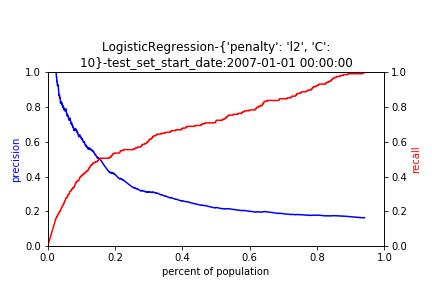 LogisticRegression-{'penalty': 'l2', 'C':
10}-test_set_start_date:2007-01-01 00:00:00
1.0
0.8
0.6
0.4
0.2
0.0
precision
1.0
0.8
0.6
0.4
0.2
0.0
recall
0.0 0.2 0.4 0.6 0.8 1.0
percent of population